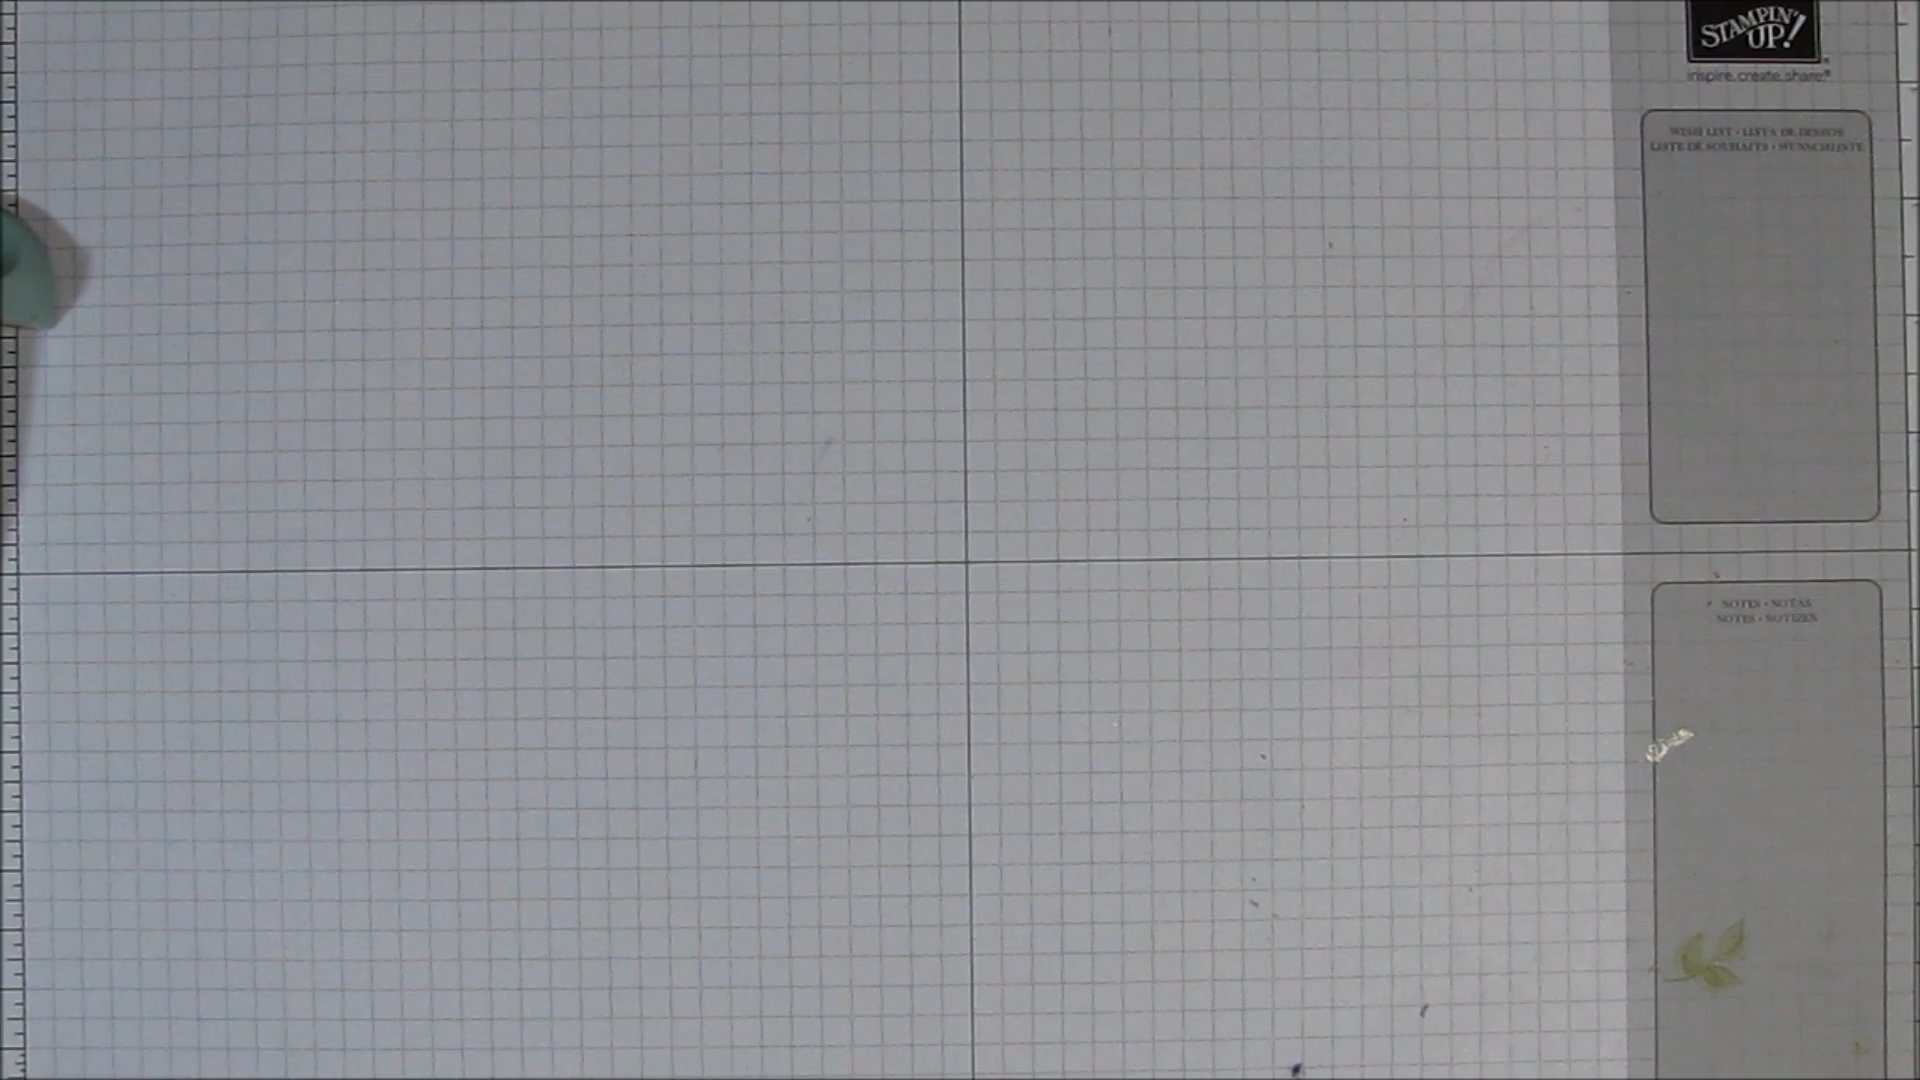 STAMPIN' UP!®
inspire.create.share®
WISH LIST • LISTA DE DESEOS
LISTE DE SOUHAITS • WUNSCHLISTE
NOTES • NOTAS
NOTES • NOTIZEN